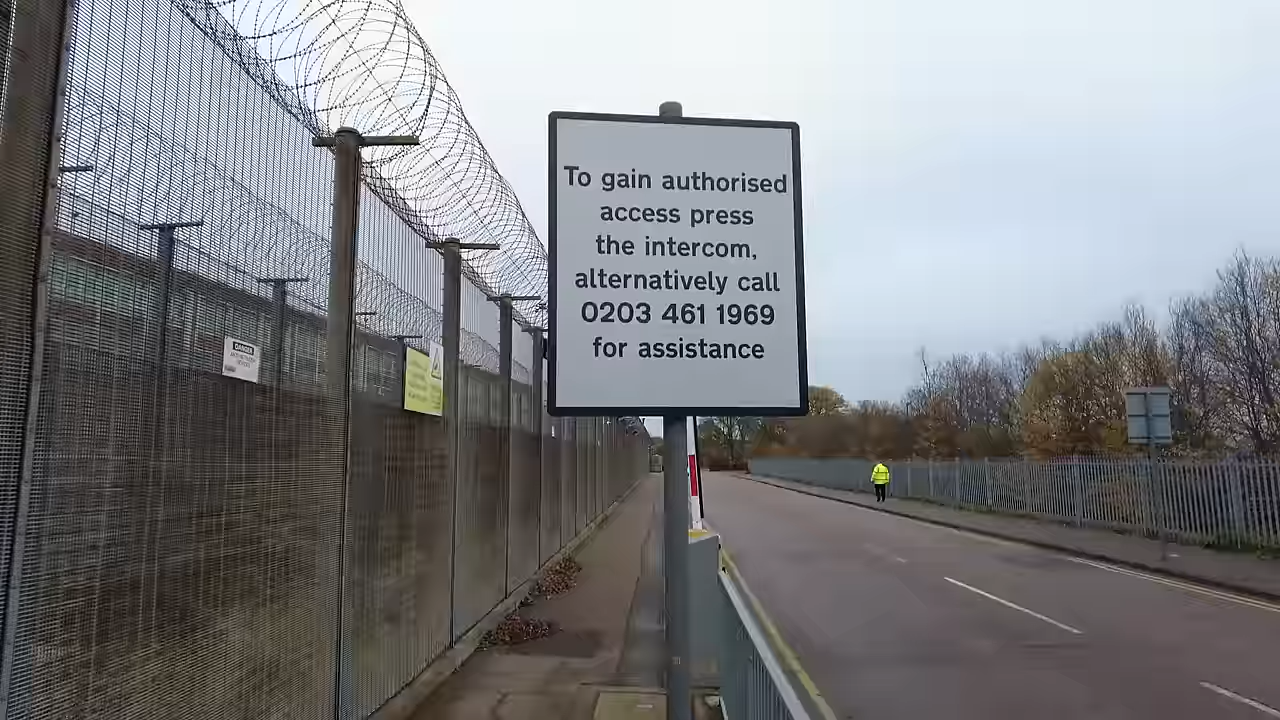 To gain authorised
access press
the intercom,
alternatively call
0203 461 1969
for assistance
DANGER